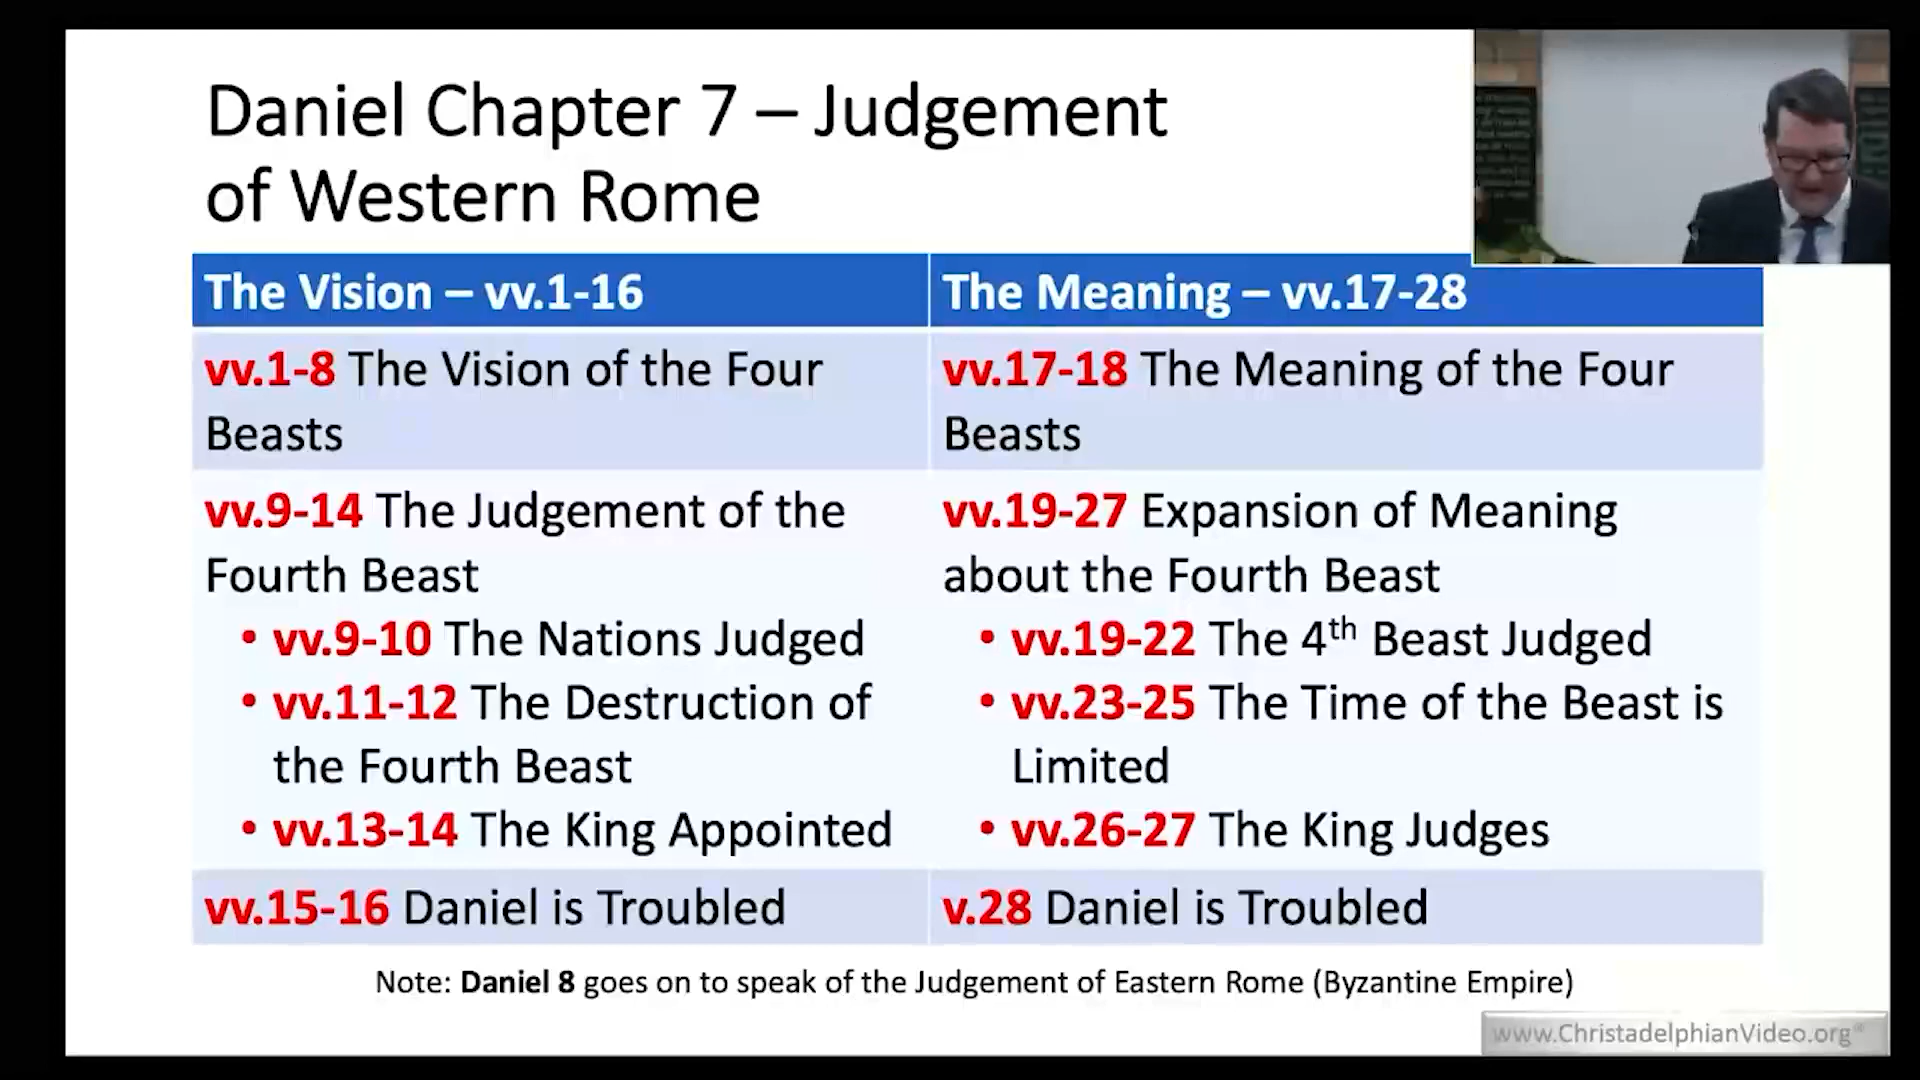 Daniel Chapter 7 – Judgement
of Western Rome
The Vision – vv.1-16
The Meaning – vv.17-28
vv.1-8 The Vision of the Four
Beasts
vv.17-18 The Meaning of the Four
Beasts
vv.9-14 The Judgement of the
Fourth Beast
• vv.9-10 The Nations Judged
• vv.11-12 The Destruction of
the Fourth Beast
• vv.13-14 The King Appointed
vv.19-27 Expansion of Meaning
about the Fourth Beast
• vv.19-22 The 4th Beast Judged
• vv.23-25 The Time of the Beast is
Limited
• vv.26-27 The King Judges
vv.15-16 Daniel is Troubled
v.28 Daniel is Troubled
Note: Daniel 8 goes on to speak of the Judgement of Eastern Rome (Byzantine Empire)
www.ChristadelphianVideo.org®